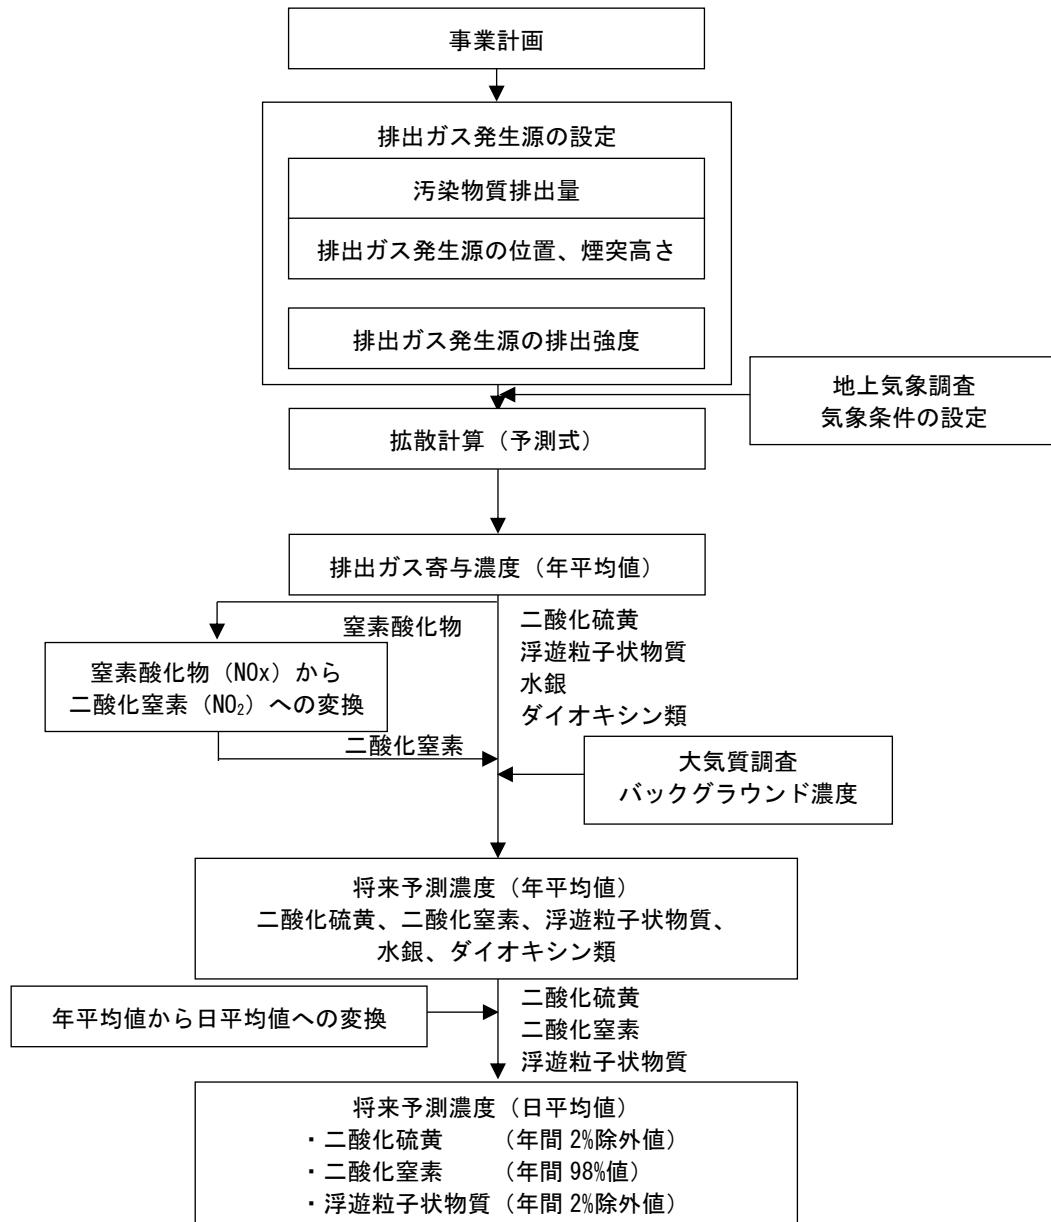 事業計画
排出ガス発生源の設定
汚染物質排出量
排出ガス発生源の位置、煙突高さ
排出ガス発生源の排出強度
地上気象調査
気象条件の設定
拡散計算（予測式）
排出ガス寄与濃度（年平均値）
窒素酸化物
二酸化硫黄
浮遊粒子状物質
水銀
ダイオキシン類
窒素酸化物（NOx）から
二酸化窒素（NO₂）への変換
二酸化窒素
大気質調査
バックグラウンド濃度
将来予測濃度（年平均値）
二酸化硫黄、二酸化窒素、浮遊粒子状物質、
水銀、ダイオキシン類
年平均値から日平均値への変換
二酸化硫黄
二酸化窒素
浮遊粒子状物質
将来予測濃度（日平均値）
・二酸化硫黄　　（年間 2%除外値）
・二酸化窒素　　（年間 98%値）
・浮遊粒子状物質（年間 2%除外値）